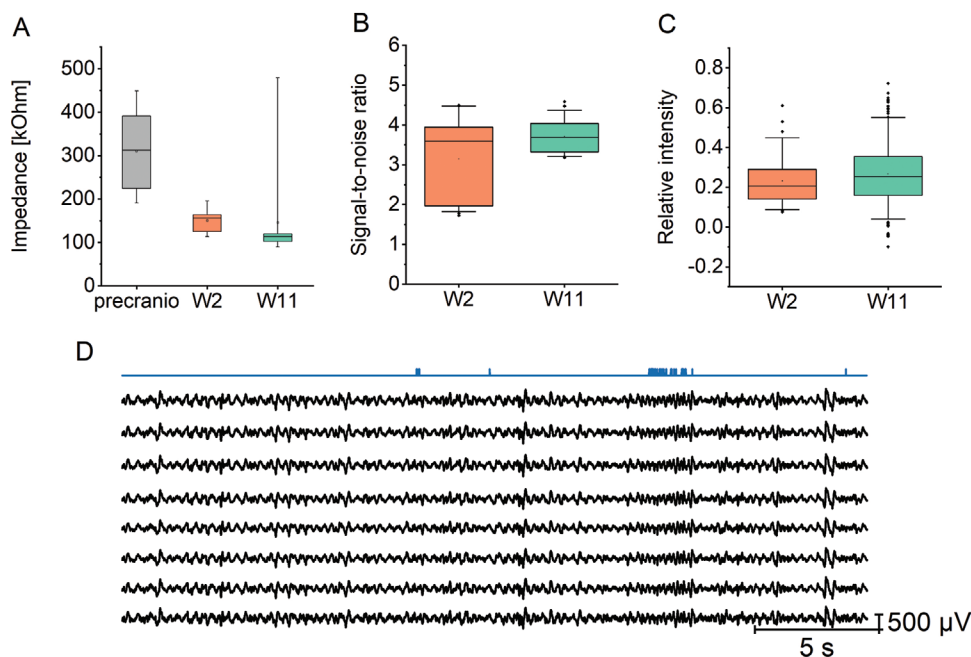 A
Impedance [kOhm]
500
400
300
200
100
0
precranio W2 W11
B
Signal-to-noise ratio
6
5
4
3
2
1
0
W2 W11
C
Relative intensity
0.8
0.6
0.4
0.2
0.0
-0.2
W2 W11
D
500 µV
5 s